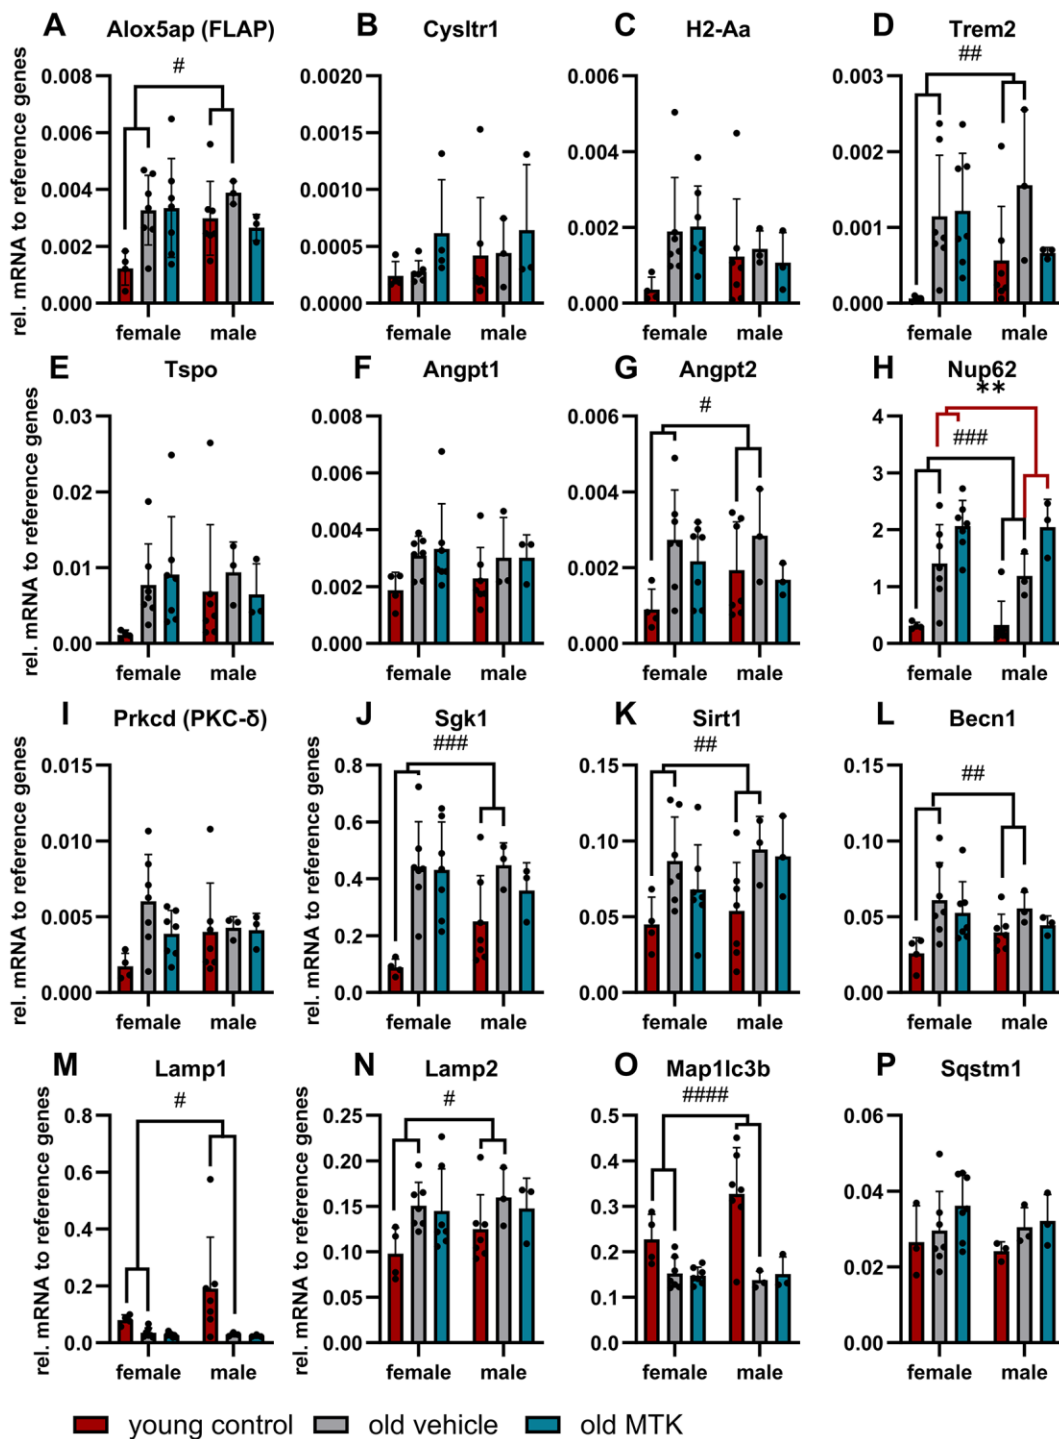 A Alox5ap (FLAP) B Cysltr1 C H2-Aa D Trem2
rel. mRNA to reference genes
0.008 0.0020 0.006 0.003
# ##
0.006 0.0015
0.004 0.002
0.004 0.0010
0.002 0.001
0.002 0.0005
0.000 0.0000 0.000 0.000
female male female male female male female male
E Tspo F Angpt1 G Angpt2 H Nup62
rel. mRNA to reference genes
# ** ###
0.03 0.008 0.006 4
0.006 3
0.02 0.004
0.004 2
0.01 0.002
0.002 1
0.00 0.000 0.000 0
female male female male female male female male
I Prkcd (PKC-δ) J Sgk1 K Sirt1 L Becn1
rel. mRNA to reference genes
### ## ##
0.015 0.8 0.15 0.15
0.6
0.010 0.10 0.10
0.4
0.005 0.05 0.05
0.2
0.000 0.0 0.00 0.00
female male female male female male female male
M Lamp1 N Lamp2 O Map1lc3b P Sqstm1
rel. mRNA to reference genes
# # ####
0.8 0.25 0.5 0.06
0.20 0.4
0.6 0.04
0.15 0.3
0.4
0.10 0.2
0.02
0.2 0.05 0.1
0.0 0.00 0.0 0.00
female male female male female male female male
young control old vehicle old MTK